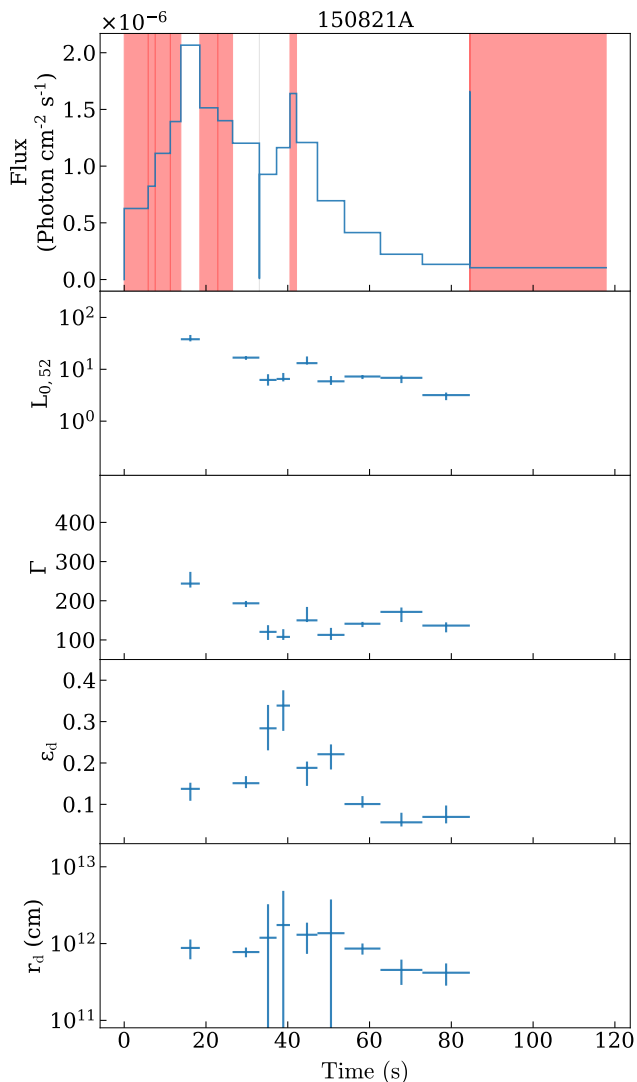 ×10⁻⁶ 150821A
Flux
(Photon cm⁻² s⁻¹)
2.0
1.5
1.0
0.5
0.0
L₀,₅₂
10²
10¹
10⁰
Γ
400
300
200
100
ε_d
0.4
0.3
0.2
0.1
r_d (cm)
10¹³
10¹²
10¹¹
0 20 40 60 80 100 120
Time (s)